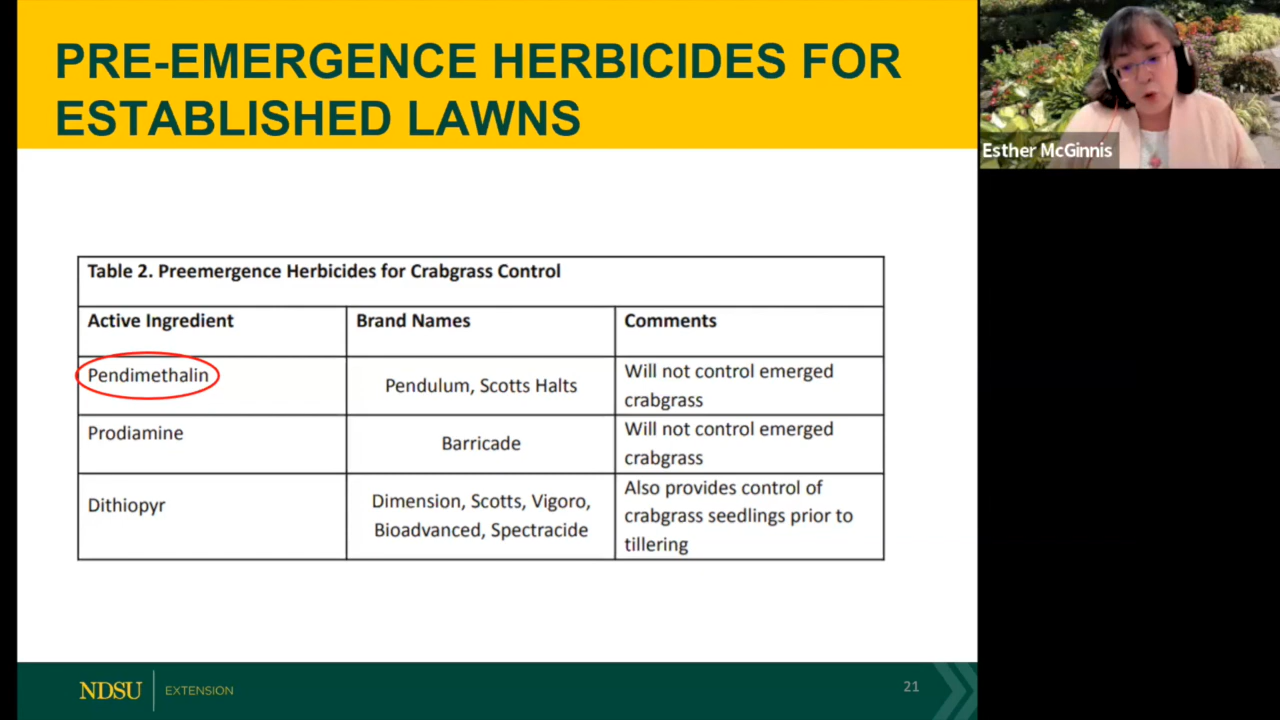 PRE-EMERGENCE HERBICIDES FOR
ESTABLISHED LAWNS
Esther McGinnis
Table 2. Preemergence Herbicides for Crabgrass Control
Active Ingredient
Brand Names
Comments
Pendimethalin
Pendulum, Scotts Halts
Will not control emerged
crabgrass
Prodiamine
Barricade
Will not control emerged
crabgrass
Dithiopyr
Dimension, Scotts, Vigoro,
Bioadvanced, Spectracide
Also provides control of
crabgrass seedlings prior to
tillering
NDSU
EXTENSION
21